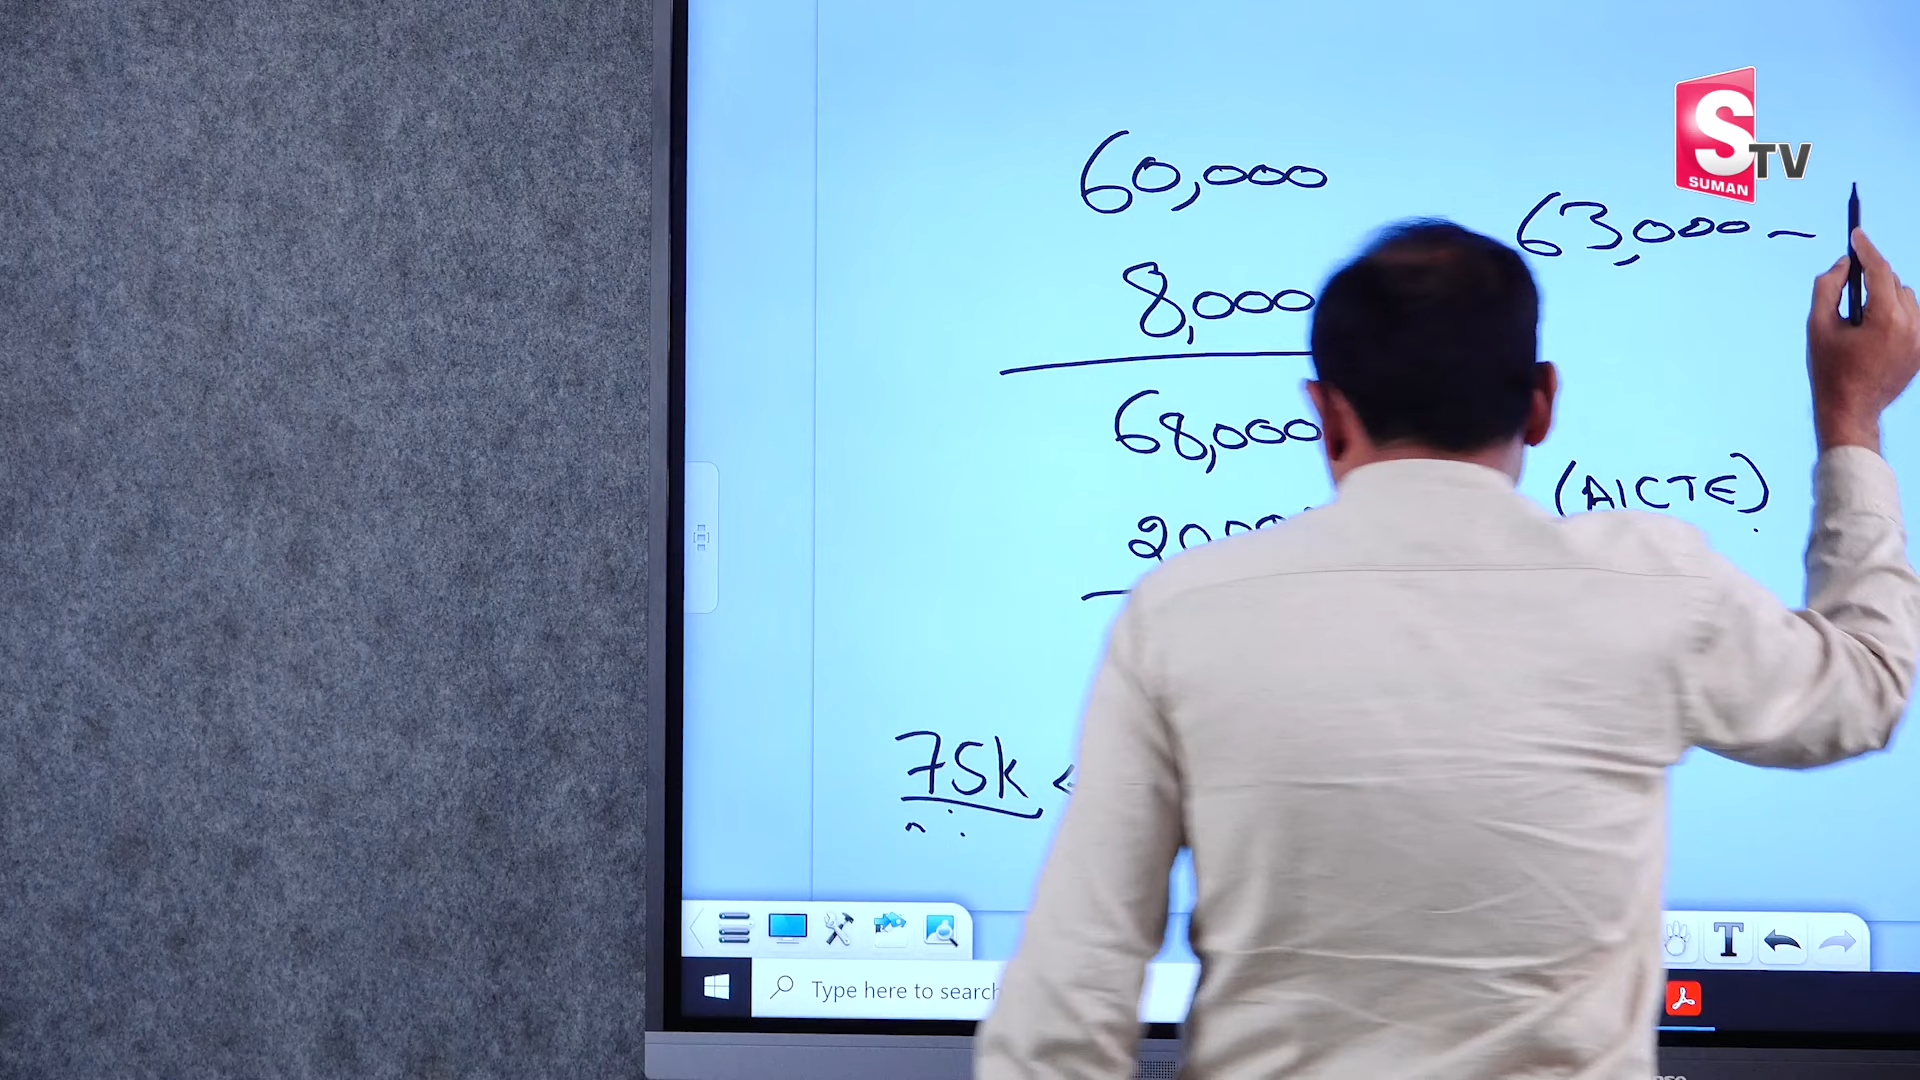 S TV
SUMAN
60,000
63,000 -
8,000
68,000
(AICTE)
75k <
T
Type here to search